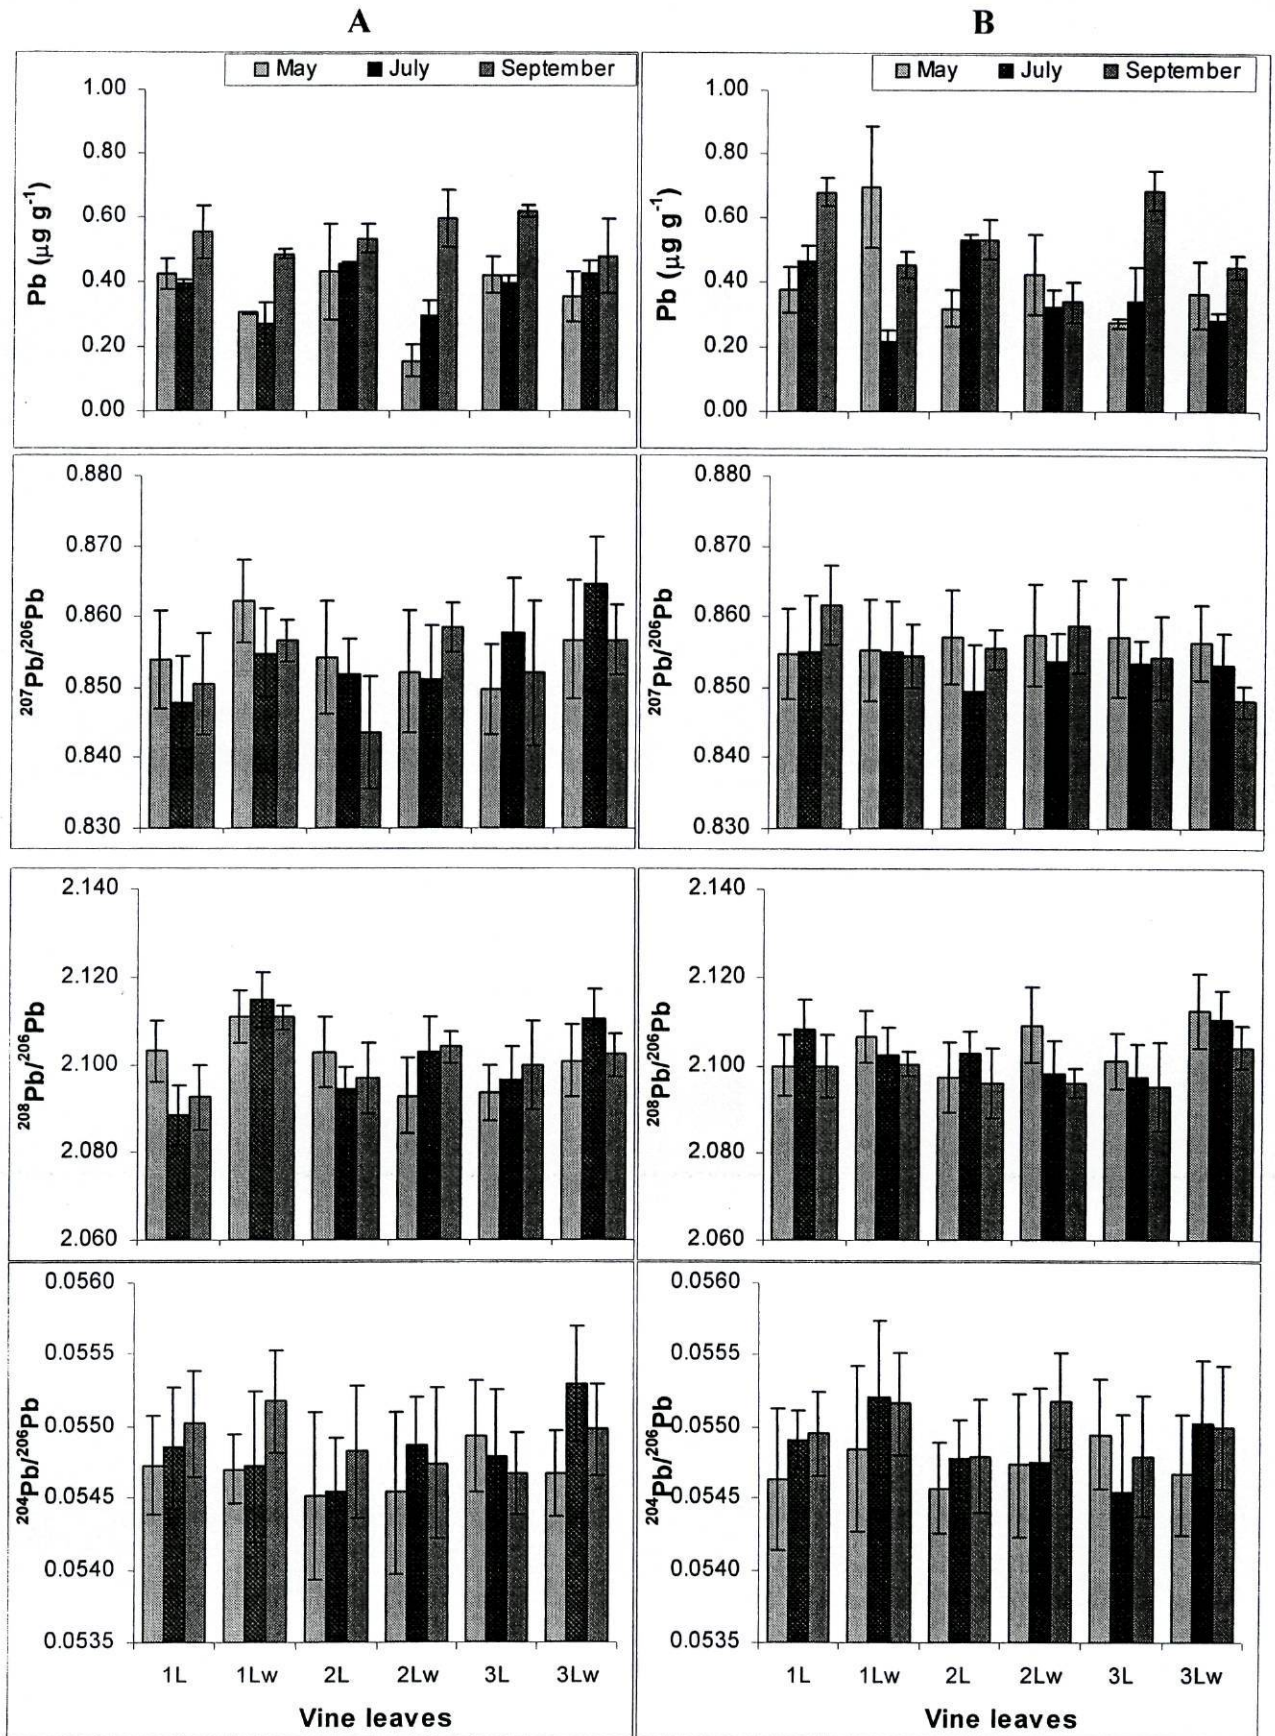 A
B
May July September
1.00
0.80
0.60
0.40
0.20
0.00
Pb (µg g⁻¹)
May July September
1.00
0.80
0.60
0.40
0.20
0.00
Pb (µg g⁻¹)
0.880
0.870
0.860
0.850
0.840
0.830
²⁰⁷Pb/²⁰⁶Pb
0.880
0.870
0.860
0.850
0.840
0.830
²⁰⁷Pb/²⁰⁶Pb
2.140
2.120
2.100
2.080
2.060
²⁰⁸Pb/²⁰⁶Pb
2.140
2.120
2.100
2.080
2.060
²⁰⁸Pb/²⁰⁶Pb
0.0560
0.0555
0.0550
0.0545
0.0540
0.0535
²⁰⁴Pb/²⁰⁶Pb
1L 1Lw 2L 2Lw 3L 3Lw
Vine leaves
0.0560
0.0555
0.0550
0.0545
0.0540
0.0535
²⁰⁴Pb/²⁰⁶Pb
1L 1Lw 2L 2Lw 3L 3Lw
Vine leaves